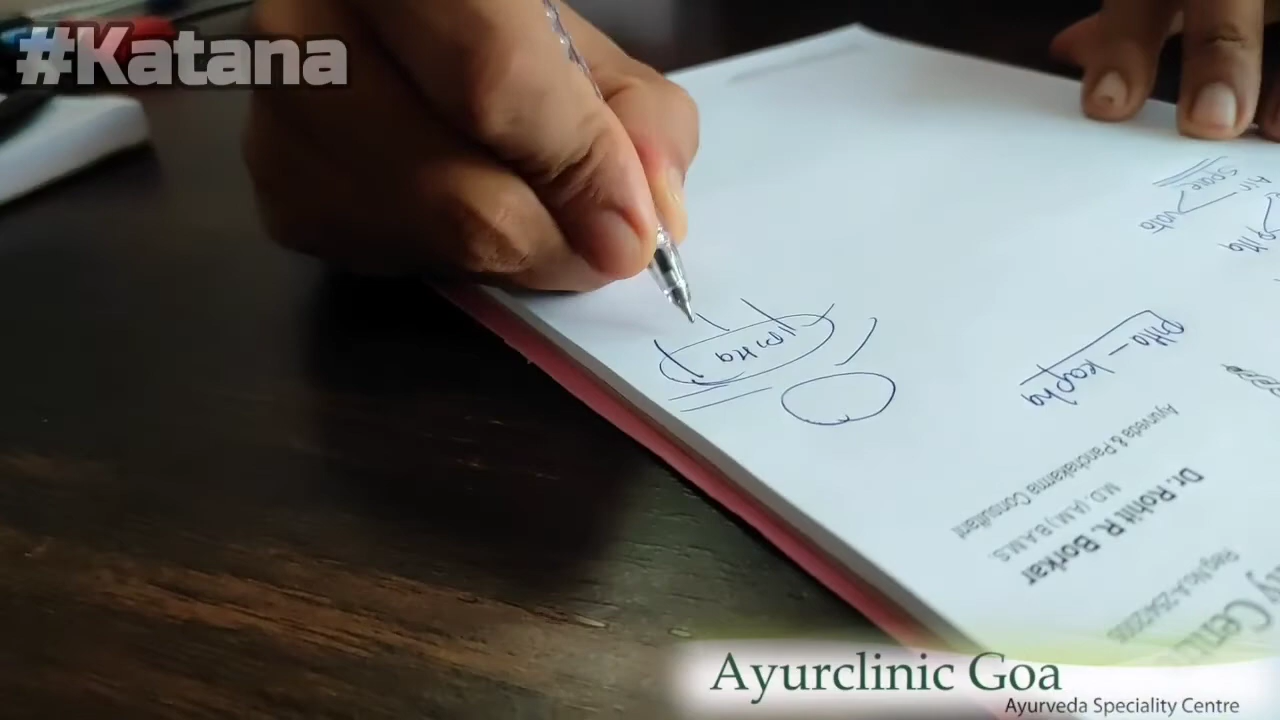 #Katana
Air
Space
vata
pitta
pitta - kapha
pitta
Ayurveda & Panchakarma Consultant
M.D. (A.M.) B.A.M.S.
Dr. Rohit R. Borkar
Ayurclinic Goa
Ayurveda Speciality Centre